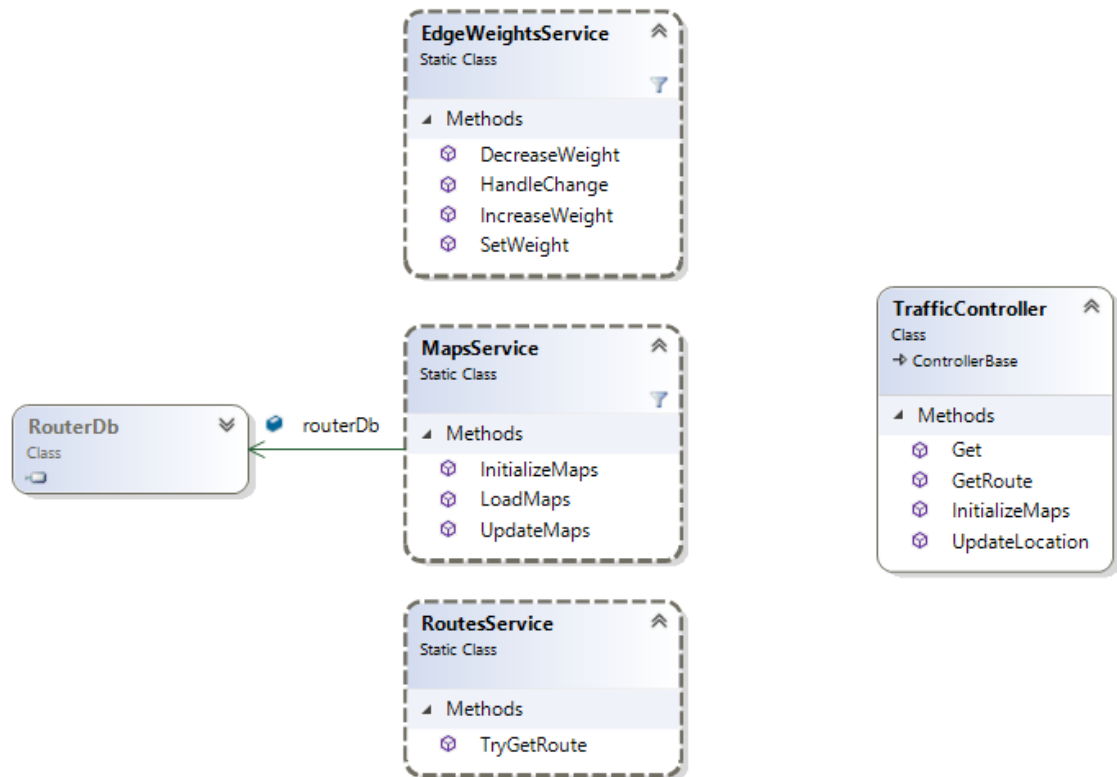 EdgeWeightsService
Static Class
Methods
DecreaseWeight
HandleChange
IncreaseWeight
SetWeight
RouterDb
Class
routerDb
MapsService
Static Class
Methods
InitializeMaps
LoadMaps
UpdateMaps
TrafficController
Class
ControllerBase
Methods
Get
GetRoute
InitializeMaps
UpdateLocation
RoutesService
Static Class
Methods
TryGetRoute